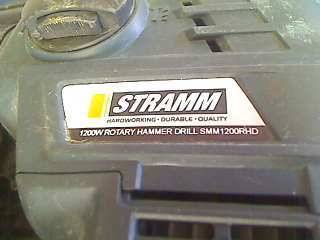 STRAMM
HARDWORKING · DURABLE · QUALITY
1200W ROTARY HAMMER DRILL SMM1200RHD